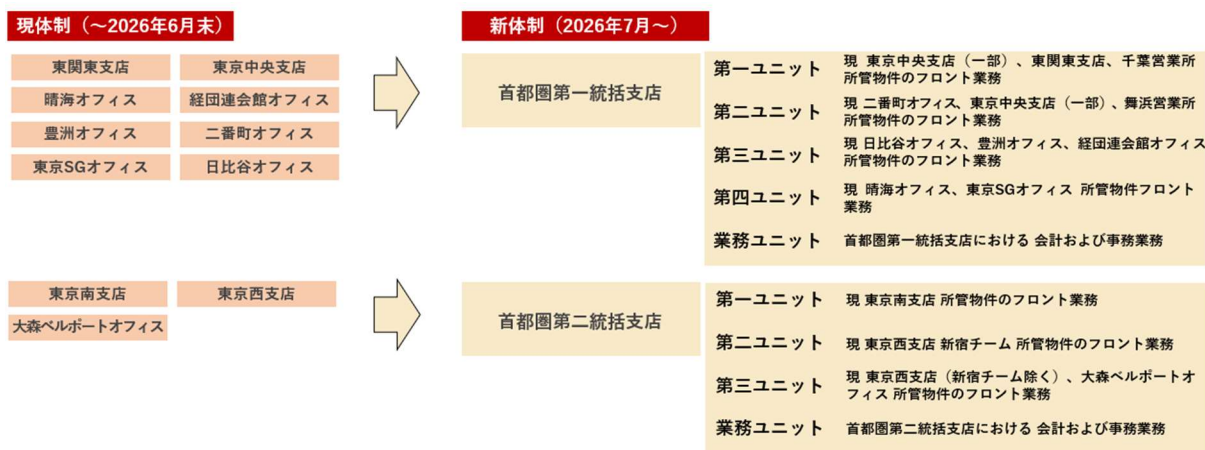 現体制（～2026年6月末）
新体制（2026年7月～）
東関東支店
東京中央支店
晴海オフィス
経団連会館オフィス
豊洲オフィス
二番町オフィス
東京SGオフィス
日比谷オフィス
首都圏第一統括支店
第一ユニット
現 東京中央支店（一部）、東関東支店、千葉営業所
所管物件のフロント業務
第二ユニット
現 二番町オフィス、東京中央支店（一部）、舞浜営業所
所管物件のフロント業務
第三ユニット
現 日比谷オフィス、豊洲オフィス、経団連会館オフィス
所管物件のフロント業務
第四ユニット
現 晴海オフィス、東京SGオフィス 所管物件フロント
業務
業務ユニット
首都圏第一統括支店における 会計および事務業務
東京南支店
東京西支店
大森ベルポートオフィス
首都圏第二統括支店
第一ユニット
現 東京南支店 所管物件のフロント業務
第二ユニット
現 東京西支店 新宿チーム 所管物件のフロント業務
第三ユニット
現 東京西支店（新宿チーム除く）、大森ベルポートオ
フィス 所管物件のフロント業務
業務ユニット
首都圏第二統括支店における 会計および事務業務